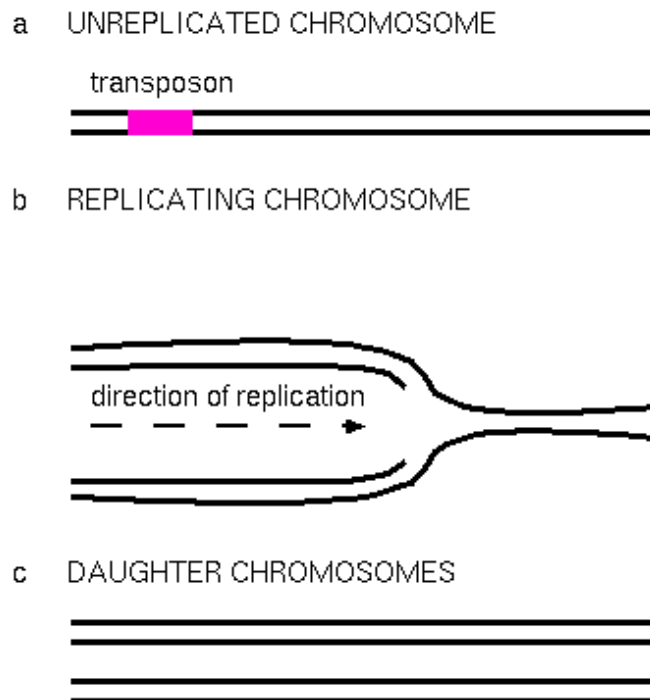 a UNREPLICATED CHROMOSOME
transposon
b REPLICATING CHROMOSOME
direction of replication
c DAUGHTER CHROMOSOMES